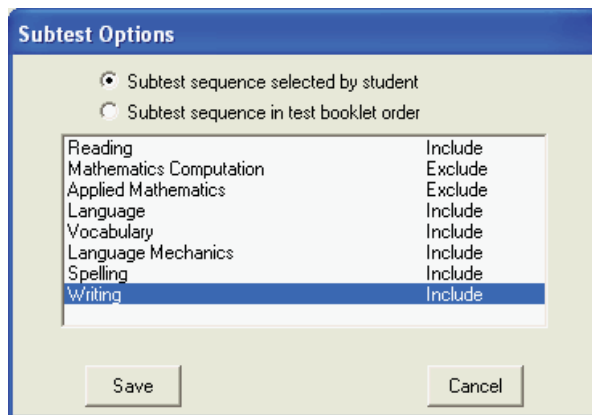 Subtest Options
Subtest sequence selected by student
Subtest sequence in test booklet order
Reading Include
Mathematics Computation Exclude
Applied Mathematics Exclude
Language Include
Vocabulary Include
Language Mechanics Include
Spelling Include
Writing Include
Save Cancel